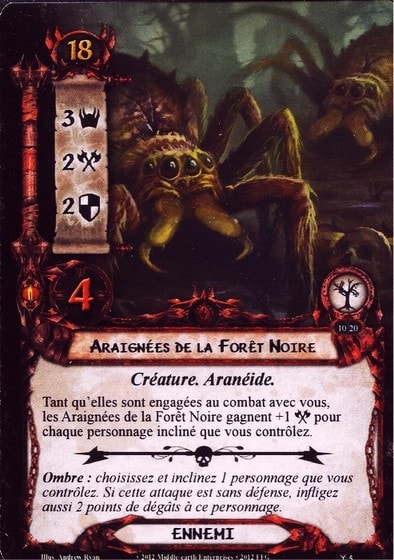 18
3
2
2
4
10/20
Araignées de la Forêt Noire
Créature. Aranéide.
Tant qu'elles sont engagées au combat avec vous,
les Araignées de la Forêt Noire gagnent +1 pour
chaque personnage incliné que vous contrôlez.
Ombre : choisissez et inclinez 1 personnage que vous
contrôlez. Si cette attaque est sans défense, infligez
aussi 2 points de dégâts à ce personnage.
ENNEMI
Illus. Andrew Ryan • 2012 Middle-earth Enterprises • 2012 FFG